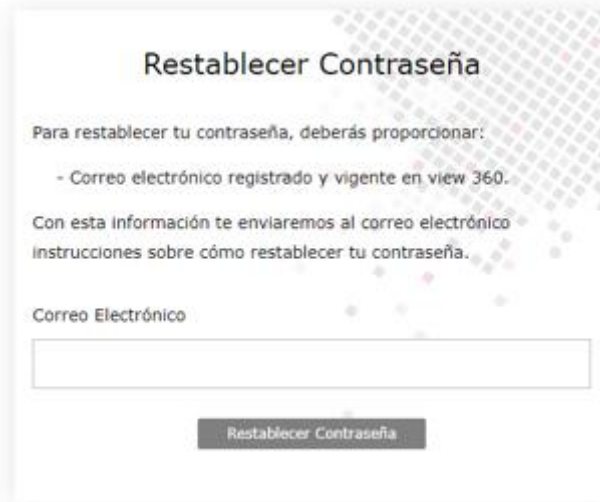 Restablecer Contraseña
Para restablecer tu contraseña, deberás proporcionar:
- Correo electrónico registrado y vigente en view 360.
Con esta información te enviaremos al correo electrónico
instrucciones sobre cómo restablecer tu contraseña.
Correo Electrónico
Restablecer Contraseña